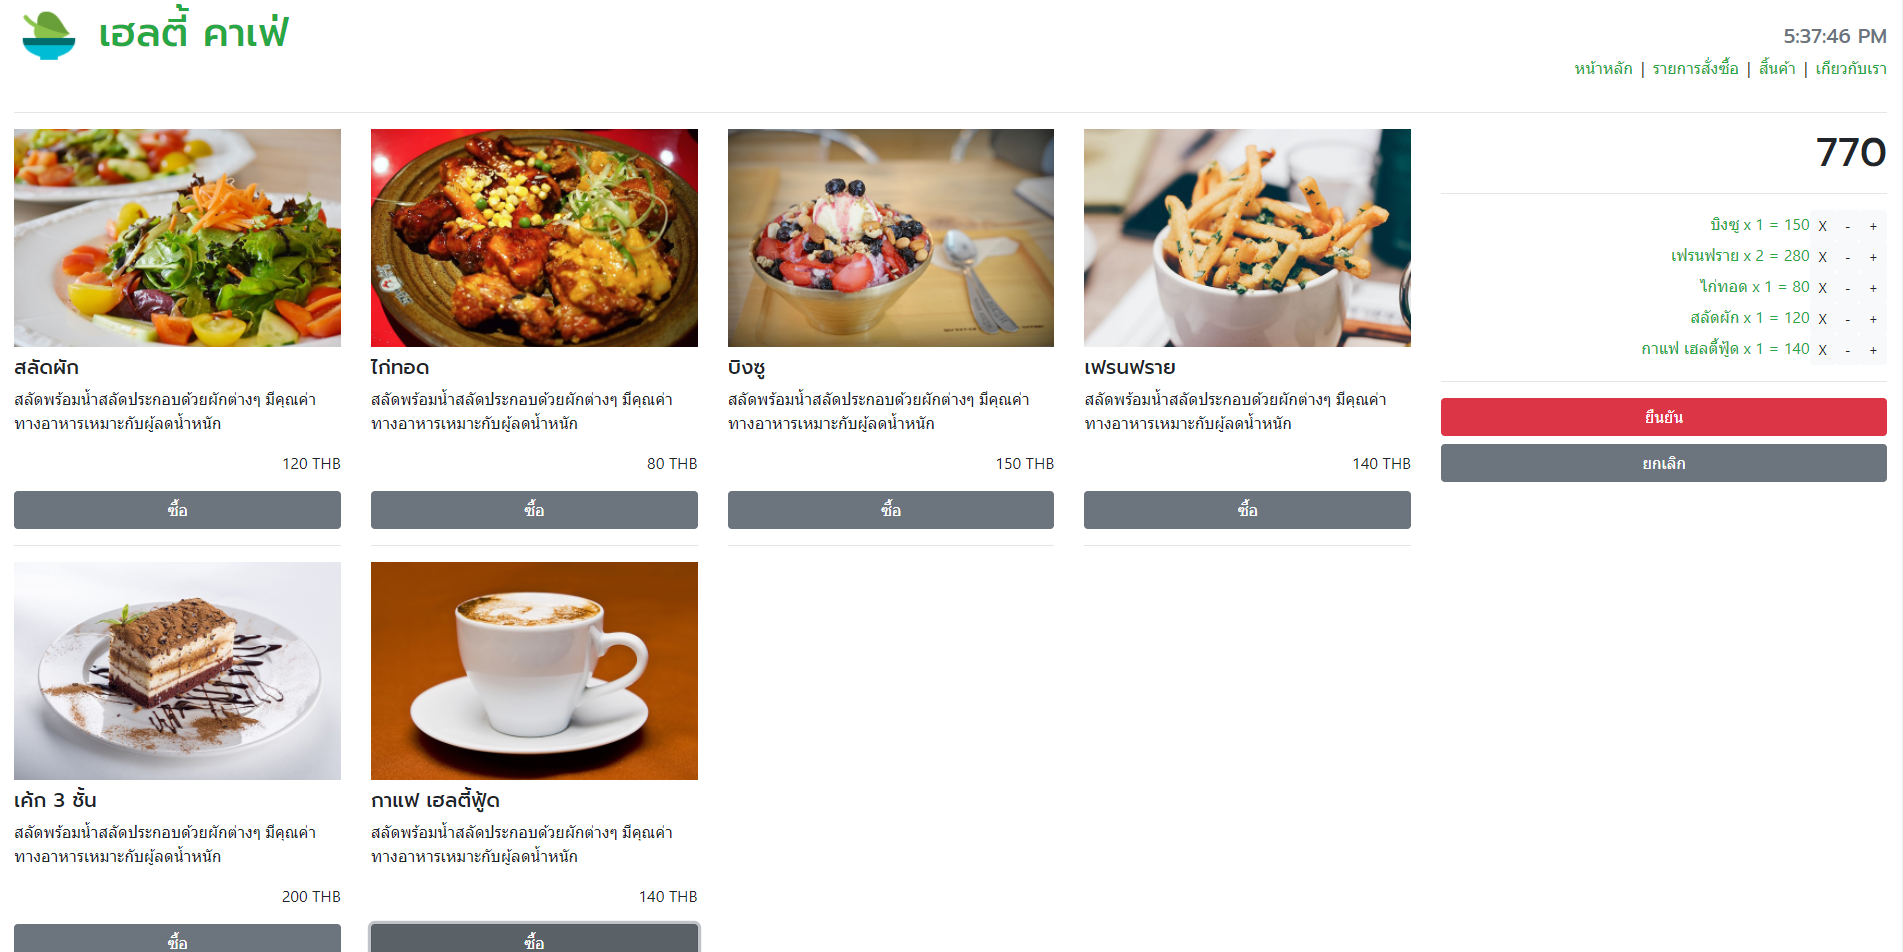 เฮลตี้ คาเฟ่
5:37:46 PM
หน้าหลัก | รายการสั่งซื้อ | สิ้นค้า | เกียวกับเรา
สลัดผัก
สลัดพร้อมน้ำสลัดประกอบด้วยผักต่างๆ มีคุณค่า
ทางอาหารเหมาะกับผู้ลดน้ำหนัก
120 THB
ซื้อ
ไก่ทอด
สลัดพร้อมน้ำสลัดประกอบด้วยผักต่างๆ มีคุณค่า
ทางอาหารเหมาะกับผู้ลดน้ำหนัก
80 THB
ซื้อ
บิงซู
สลัดพร้อมน้ำสลัดประกอบด้วยผักต่างๆ มีคุณค่า
ทางอาหารเหมาะกับผู้ลดน้ำหนัก
150 THB
ซื้อ
เฟรนฟราย
สลัดพร้อมน้ำสลัดประกอบด้วยผักต่างๆ มีคุณค่า
ทางอาหารเหมาะกับผู้ลดน้ำหนัก
140 THB
ซื้อ
เค้ก 3 ชั้น
สลัดพร้อมน้ำสลัดประกอบด้วยผักต่างๆ มีคุณค่า
ทางอาหารเหมาะกับผู้ลดน้ำหนัก
200 THB
ซื้อ
กาแฟ เฮลตี้ฟู้ด
สลัดพร้อมน้ำสลัดประกอบด้วยผักต่างๆ มีคุณค่า
ทางอาหารเหมาะกับผู้ลดน้ำหนัก
140 THB
ซื้อ
770
บิงซู x 1 = 150 X - +
เฟรนฟราย x 2 = 280 X - +
ไก่ทอด x 1 = 80 X - +
สลัดผัก x 1 = 120 X - +
กาแฟ เฮลตี้ฟู้ด x 1 = 140 X - +
ยืนยัน
ยกเลิก